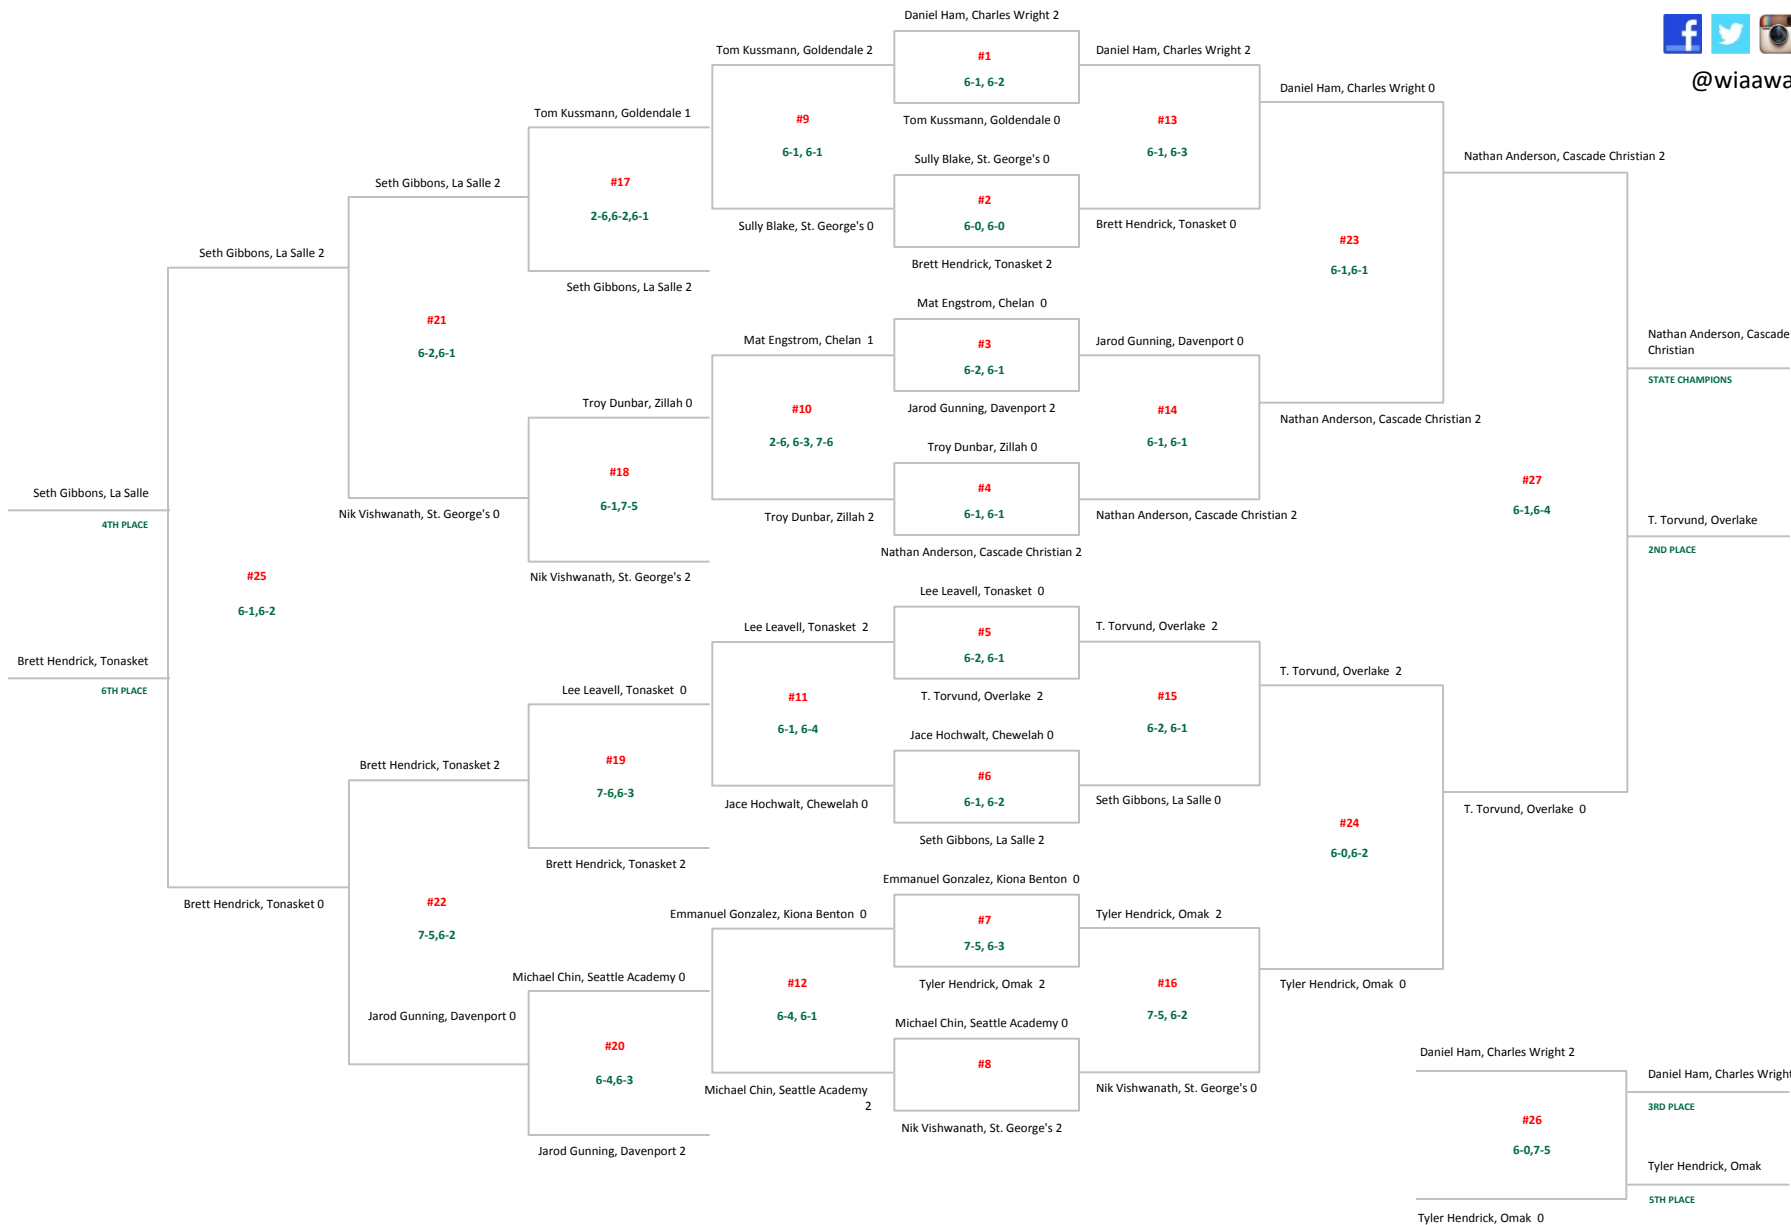 Daniel Ham, Charles Wright 2
Tom Kussmann, Goldendale 2
#1
Daniel Ham, Charles Wright 2
6-1, 6-2
@wiaawa
Daniel Ham, Charles Wright 0
Tom Kussmann, Goldendale 1
#9
Tom Kussmann, Goldendale 0
#13
6-1, 6-1
6-1, 6-3
Sully Blake, St. George's 0
Nathan Anderson, Cascade Christian 2
Seth Gibbons, La Salle 2
#17
#2
2-6,6-2,6-1
6-0, 6-0
Sully Blake, St. George's 0
Brett Hendrick, Tonasket 0
#23
Seth Gibbons, La Salle 2
Brett Hendrick, Tonasket 2
6-1,6-1
Seth Gibbons, La Salle 2
Mat Engstrom, Chelan 0
#21
Nathan Anderson, Cascade
Christian
Mat Engstrom, Chelan 1
#3
Jarod Gunning, Davenport 0
6-2,6-1
6-2, 6-1
STATE CHAMPIONS
Troy Dunbar, Zillah 0
#10
Jarod Gunning, Davenport 2
#14
Nathan Anderson, Cascade Christian 2
2-6, 6-3, 7-6
6-1, 6-1
Troy Dunbar, Zillah 0
#18
#27
Seth Gibbons, La Salle
#4
6-1,7-5
6-1, 6-1
6-1,6-4
Nik Vishwanath, St. George's 0
Troy Dunbar, Zillah 2
Nathan Anderson, Cascade Christian 2
T. Torvund, Overlake
4TH PLACE
Nathan Anderson, Cascade Christian 2
2ND PLACE
#25
Nik Vishwanath, St. George's 2
Lee Leavell, Tonasket 0
6-1,6-2
Lee Leavell, Tonasket 2
#5
T. Torvund, Overlake 2
6-2, 6-1
Brett Hendrick, Tonasket
T. Torvund, Overlake 2
6TH PLACE
Lee Leavell, Tonasket 0
#11
T. Torvund, Overlake 2
#15
6-1, 6-4
6-2, 6-1
Jace Hochwalt, Chewelah 0
Brett Hendrick, Tonasket 2
#19
#6
7-6,6-3
Jace Hochwalt, Chewelah 0
6-1, 6-2
Seth Gibbons, La Salle 0
T. Torvund, Overlake 0
#24
Seth Gibbons, La Salle 2
6-0,6-2
Brett Hendrick, Tonasket 2
Emmanuel Gonzalez, Kiona Benton 0
Brett Hendrick, Tonasket 0
#22
Emmanuel Gonzalez, Kiona Benton 0
#7
Tyler Hendrick, Omak 2
7-5,6-2
7-5, 6-3
Michael Chin, Seattle Academy 0
#12
Tyler Hendrick, Omak 2
#16
Tyler Hendrick, Omak 0
Jarod Gunning, Davenport 0
6-4, 6-1
7-5, 6-2
Michael Chin, Seattle Academy 0
#20
Daniel Ham, Charles Wright 2
#8
6-4,6-3
Daniel Ham, Charles Wright
Michael Chin, Seattle Academy
2
Nik Vishwanath, St. George's 0
3RD PLACE
#26
Nik Vishwanath, St. George's 2
6-0,7-5
Jarod Gunning, Davenport 2
Tyler Hendrick, Omak
5TH PLACE
Tyler Hendrick, Omak 0